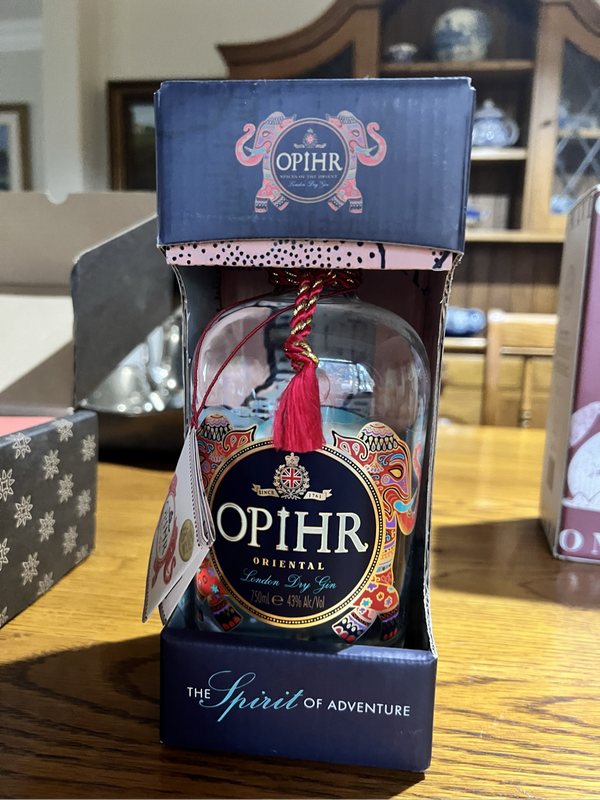 OPIHR
SPICES OF THE ORIENT
London Dry Gin
SINCE 1761
OPIHR
ORIENTAL
London Dry Gin
750ml ℮ 43% Alc/Vol
THE Spirit OF ADVENTURE